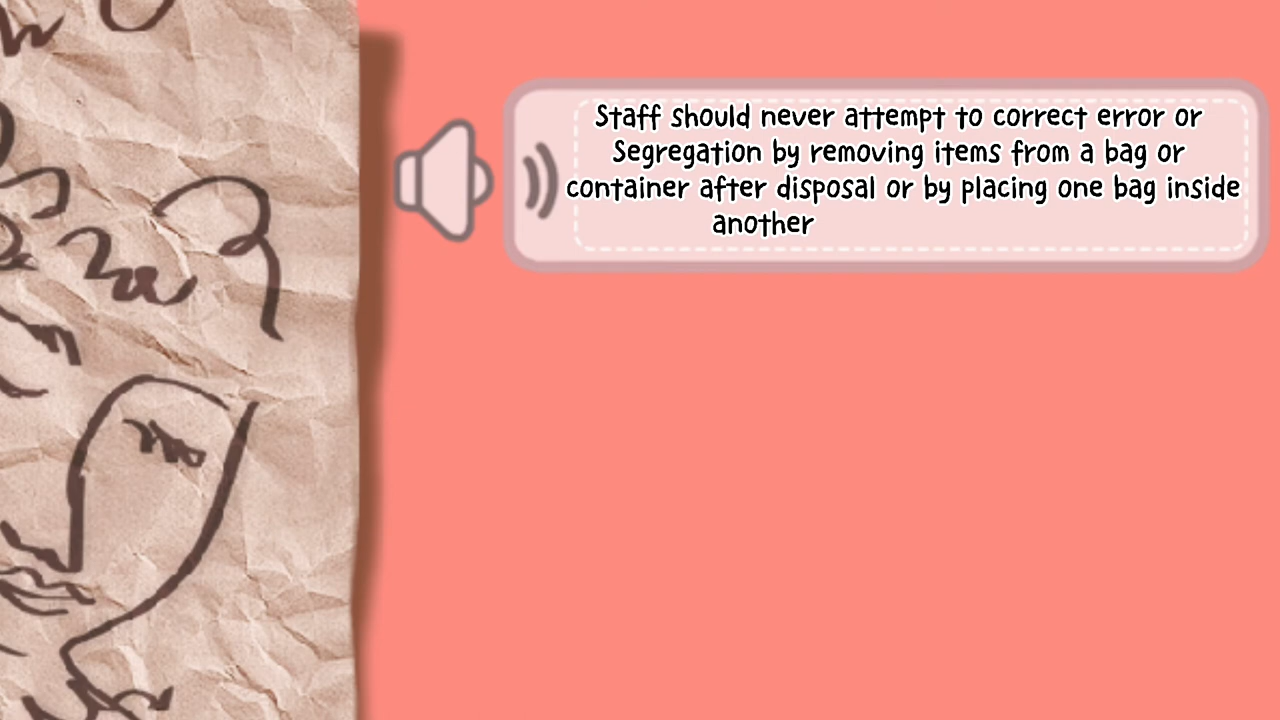 Staff should never attempt to correct error or
Segregation by removing items from a bag or
container after disposal or by placing one bag inside
another